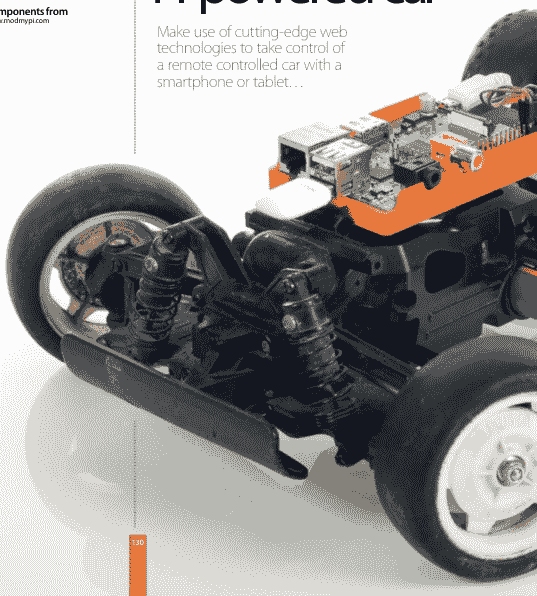 omponents from
w.modmypi.com
Make use of cutting-edge web
technologies to take control of
a remote controlled car with a
smartphone or tablet…
130